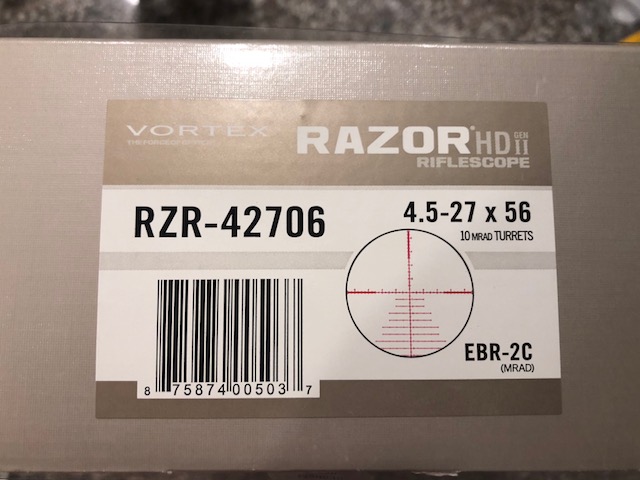 VORTEX
THE FORCE OF OPTICS
RAZOR® HD GEN II
RIFLESCOPE
RZR-42706
4.5-27 x 56
10 MRAD TURRETS
EBR-2C
(MRAD)
8 75874 00503 7